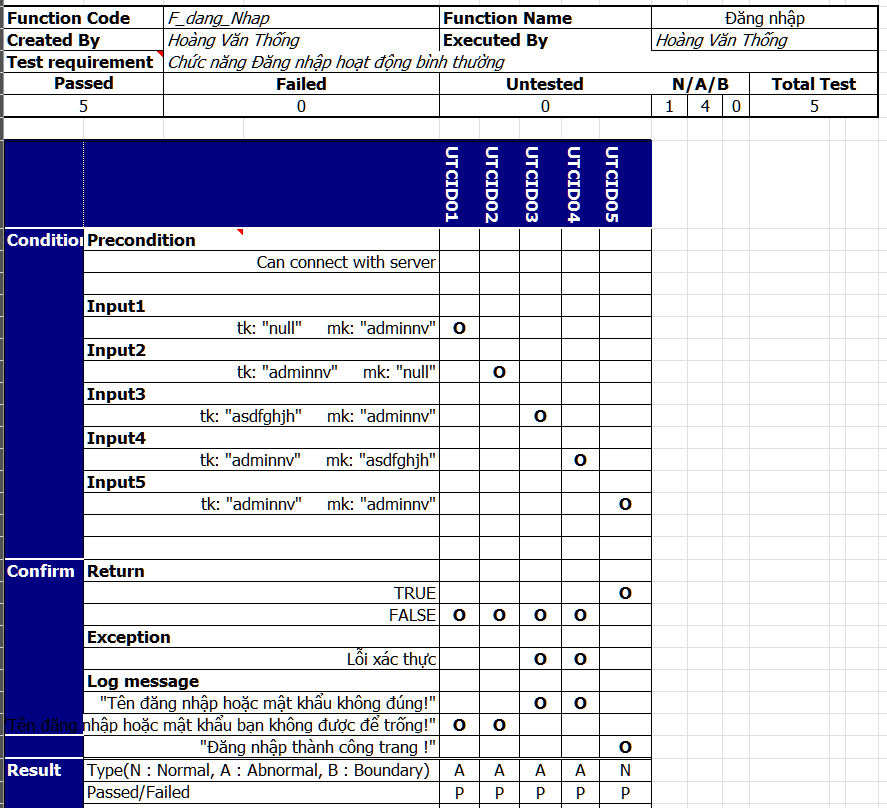 Function Code F_dang_Nhap Function Name Đăng nhập
Created By Hoàng Văn Thống Executed By Hoàng Văn Thống
Test requirement Chức năng Đăng nhập hoạt động bình thường
Passed Failed Untested N/A/B Total Test
5 0 0 1 4 0 5
UTCID01 UTCID02 UTCID03 UTCID04 UTCID05
Condition Precondition
Can connect with server
Input1
tk: "null" mk: "adminnv" O
Input2
tk: "adminnv" mk: "null" O
Input3
tk: "asdfghjh" mk: "adminnv" O
Input4
tk: "adminnv" mk: "asdfghjh" O
Input5
tk: "adminnv" mk: "adminnv" O
Confirm Return
TRUE O
FALSE O O O O
Exception
Lỗi xác thực O O
Log message
"Tên đăng nhập hoặc mật khẩu không đúng!" O O
"Tên đăng nhập hoặc mật khẩu bạn không được để trống!" O O
"Đăng nhập thành công trang !" O
Result Type(N : Normal, A : Abnormal, B : Boundary) A A A A N
Passed/Failed P P P P P